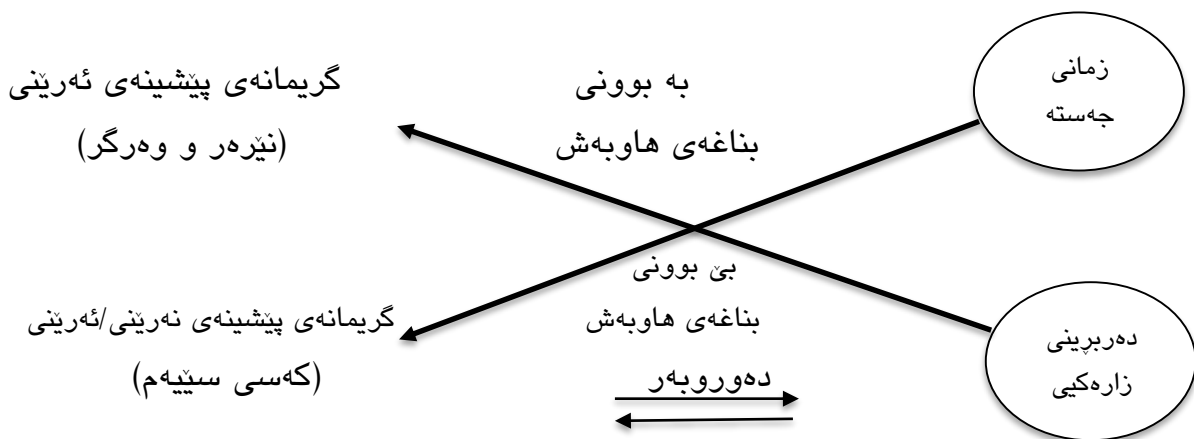 زمانی
جەستە
بە بوونی
بناغەی هاوبەش
گریمانەی پێشینەی ئەرێنی
(نێرەر و وەرگر)
دەربڕینی
زارەکیی
بێ بوونی
بناغەی هاوبەش
دەوروبەر
گریمانەی پێشینەی نەرێنی/ئەرێنی
(کەسی سێیەم)